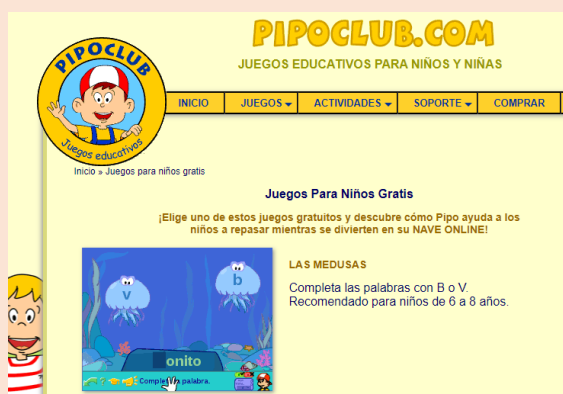 PIPOCLUB.COM
JUEGOS EDUCATIVOS PARA NIÑOS Y NIÑAS
PIPOCLUB
Juegos educativos
INICIO JUEGOS ACTIVIDADES SOPORTE COMPRAR
Inicio » Juegos para niños gratis
Juegos Para Niños Gratis
¡Elige uno de estos juegos gratuitos y descubre cómo Pipo ayuda a los
niños a repasar mientras se divierten en su NAVE ONLINE!
LAS MEDUSAS
Completa las palabras con B o V.
Recomendado para niños de 6 a 8 años.
v
b
onito
?
palabra.